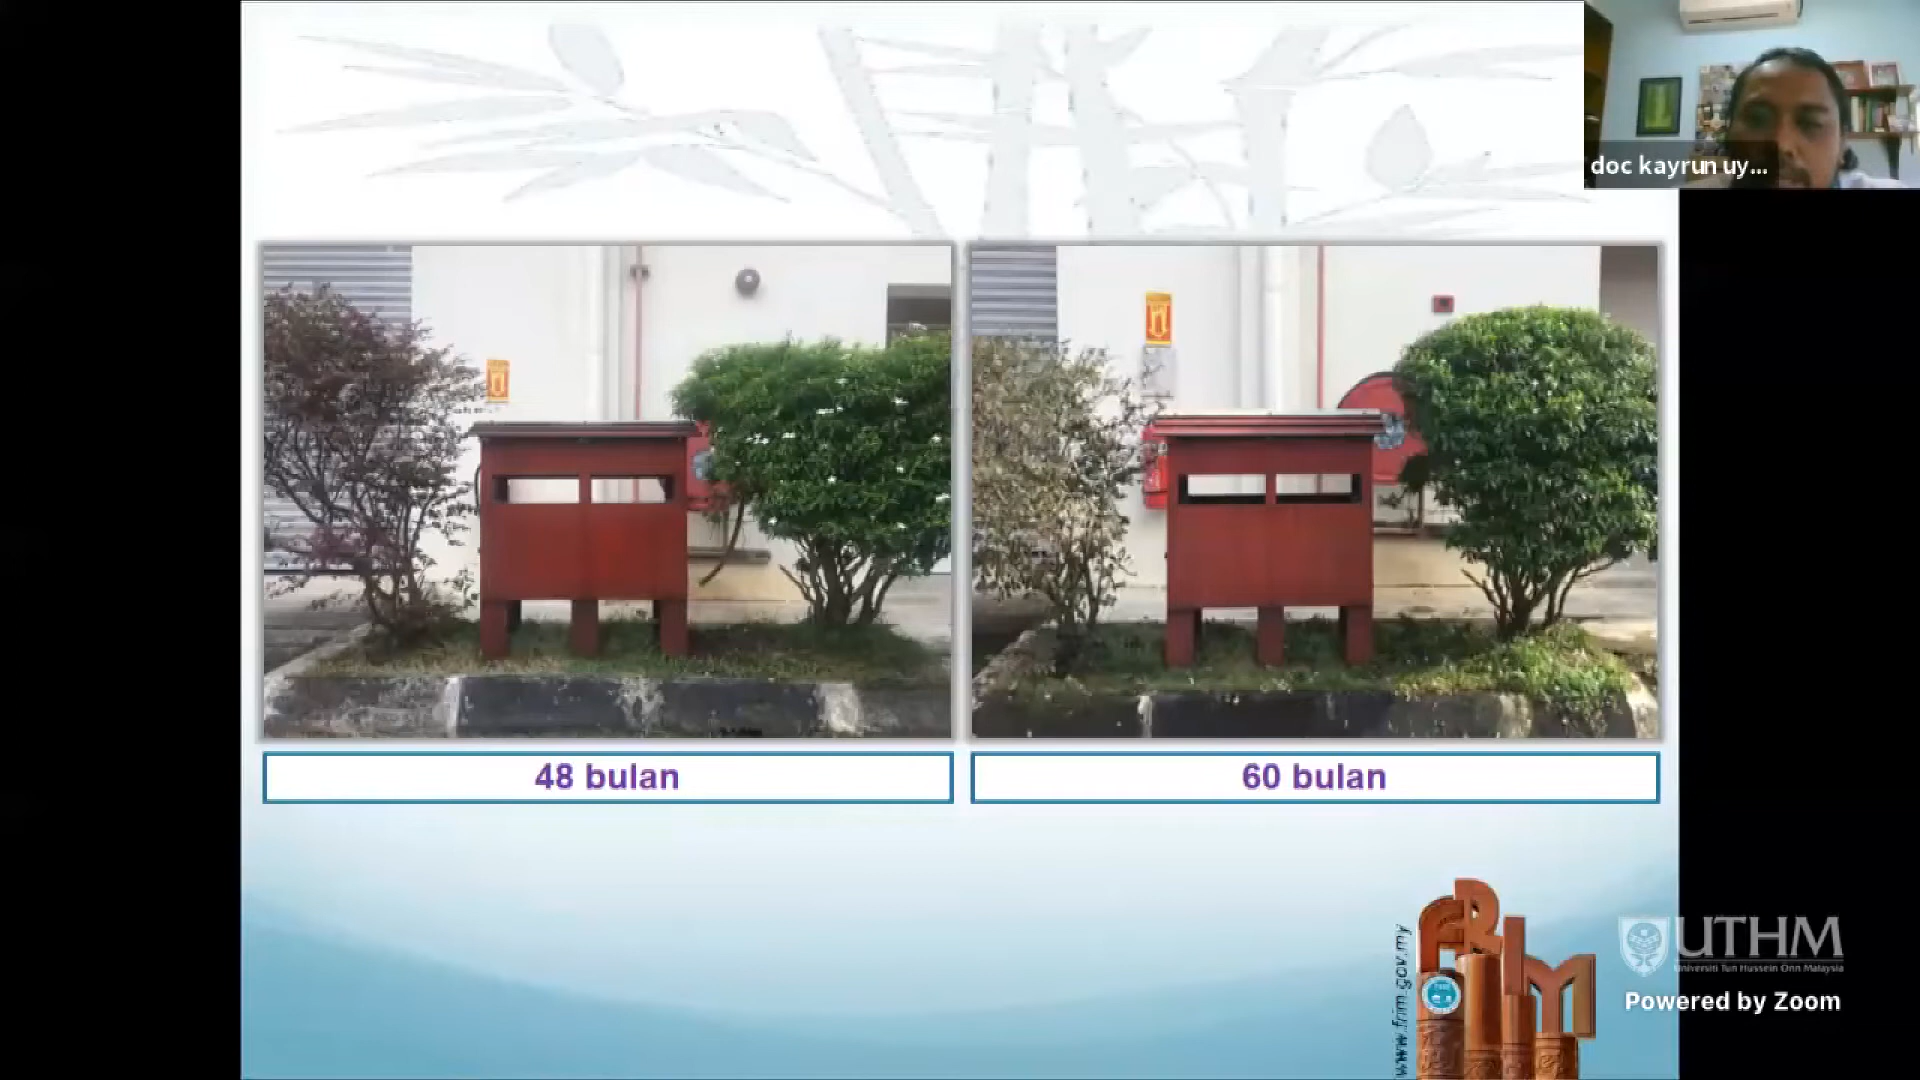 doc kayrun uy...
48 bulan
60 bulan
www.frim.gov.my
FRIM
UTHM
Universiti Tun Hussein Onn Malaysia
Powered by Zoom